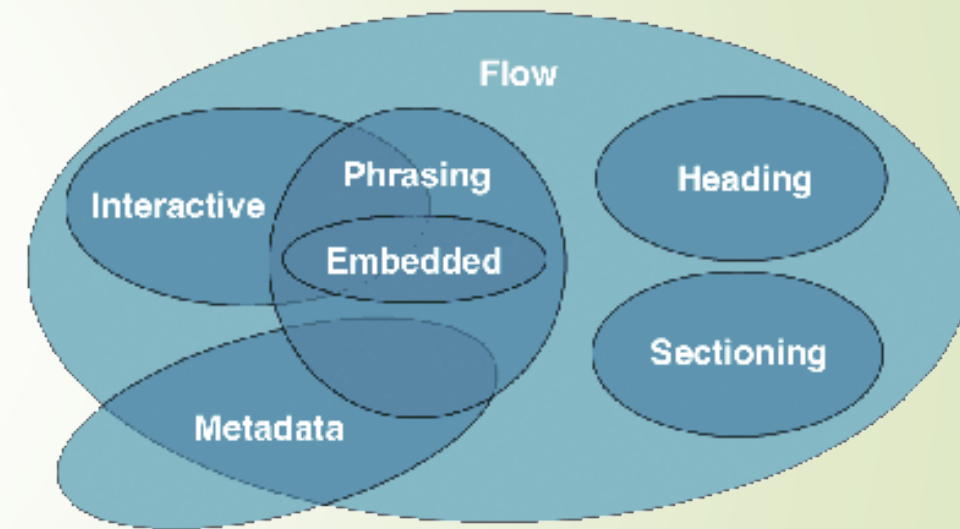 Flow
Phrasing
Heading
Interactive
Embedded
Sectioning
Metadata